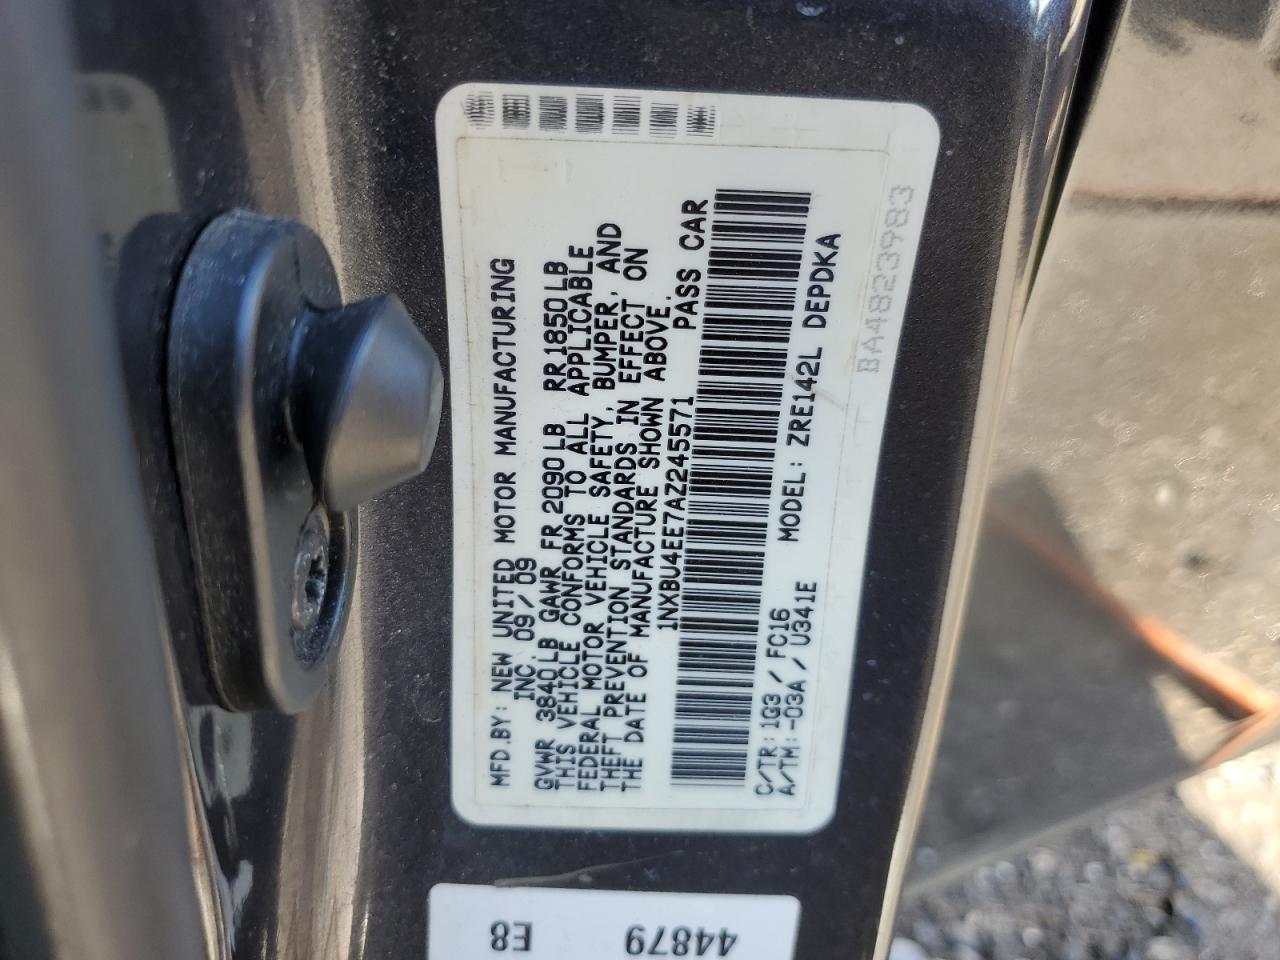 MFD.BY: NEW UNITED MOTOR MANUFACTURING
INC. 09/09
GVWR 3840LB GAWR FR 2090LB RR1850LB
THIS VEHICLE CONFORMS TO ALL APPLICABLE
FEDERAL MOTOR VEHICLE SAFETY, BUMPER, AND
THEFT PREVENTION STANDARDS IN EFFECT ON
THE DATE OF MANUFACTURE SHOWN ABOVE.
1NXBU4EE7AZ245571 PASS CAR
C/TR: 1G3/FC16 MODEL: ZRE142L DEPDKA
A/TM: -03A/U341E
BA4823983
44879
E8